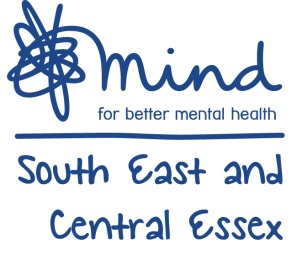 mind
for better mental health
South East and
Central Essex